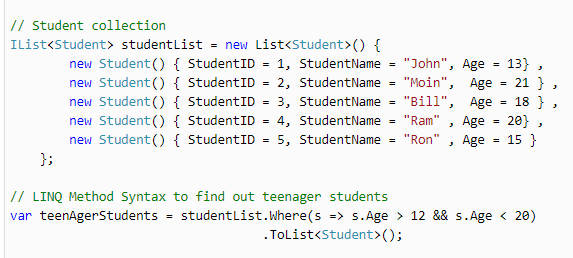 // Student collection
IList<Student> studentList = new List<Student>() {
        new Student() { StudentID = 1, StudentName = "John", Age = 13} ,
        new Student() { StudentID = 2, StudentName = "Moin",  Age = 21 } ,
        new Student() { StudentID = 3, StudentName = "Bill",  Age = 18 } ,
        new Student() { StudentID = 4, StudentName = "Ram" , Age = 20} ,
        new Student() { StudentID = 5, StudentName = "Ron" , Age = 15 }
    };
// LINQ Method Syntax to find out teenager students
var teenAgerStudents = studentList.Where(s => s.Age > 12 && s.Age < 20)
                                  .ToList<Student>();